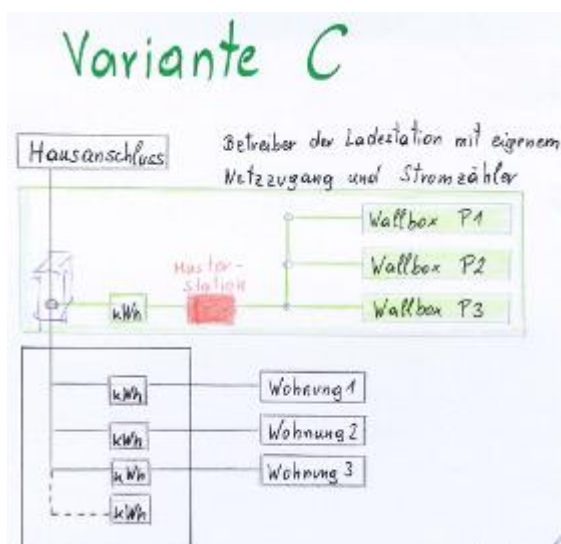 Variante C
Hausanschluss
Betreiber der Ladestation mit eigenem
Netzzugang und Stromzähler
Wallbox P1
Master-
station
Wallbox P2
kWh
Wallbox P3
kWh
Wohnung 1
kWh
Wohnung 2
kWh
Wohnung 3
kWh